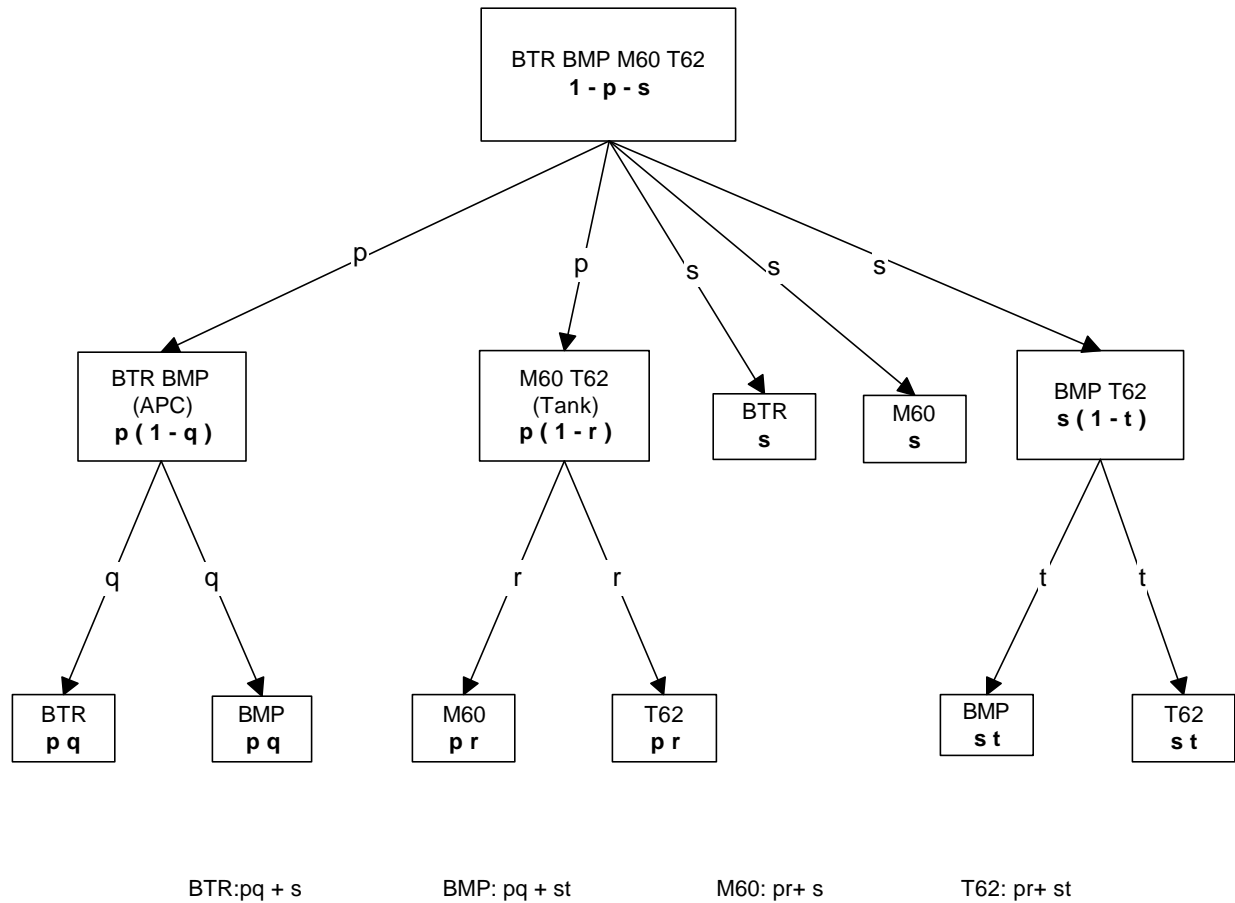 BTR BMP M60 T62
1 - p - s
p
p
s
s
s
BTR BMP
(APC)
p ( 1 - q )
M60 T62
(Tank)
p ( 1 - r )
BTR
s
M60
s
BMP T62
s ( 1 - t )
q
q
r
r
t
t
BTR
p q
BMP
p q
M60
p r
T62
p r
BMP
s t
T62
s t
BTR:pq + s
BMP: pq + st
M60: pr+ s
T62: pr+ st